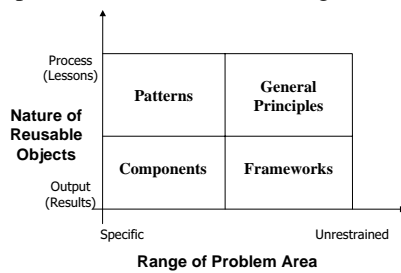 Process
(Lessons)
Patterns
General
Principles
Nature of
Reusable
Objects
Components
Frameworks
Output
(Results)
Specific
Unrestrained
Range of Problem Area